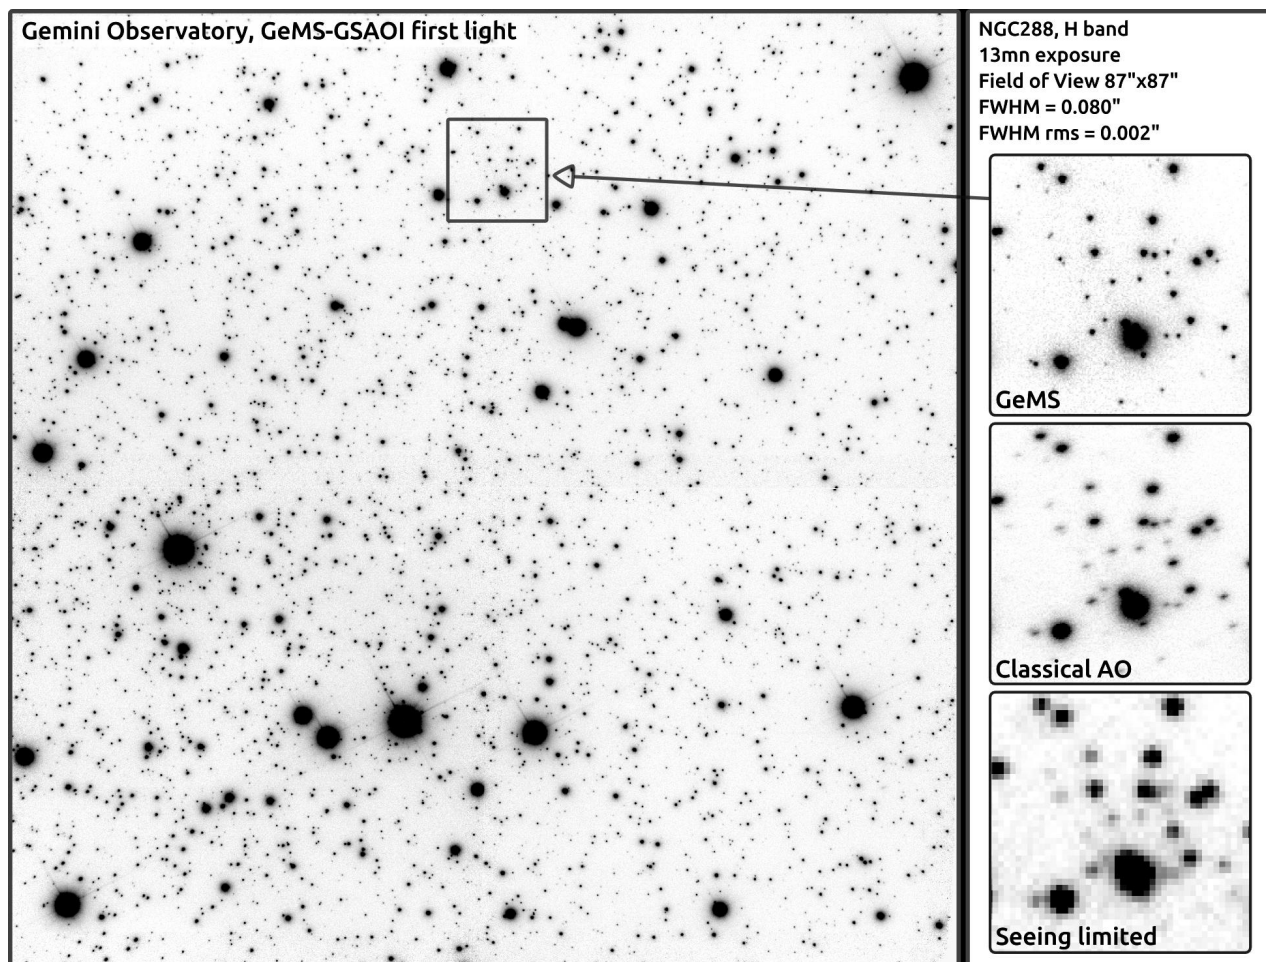 Gemini Observatory, GeMS-GSAOI first light
NGC288, H band
13mn exposure
Field of View 87"x87"
FWHM = 0.080"
FWHM rms = 0.002"
GeMS
Classical AO
Seeing limited